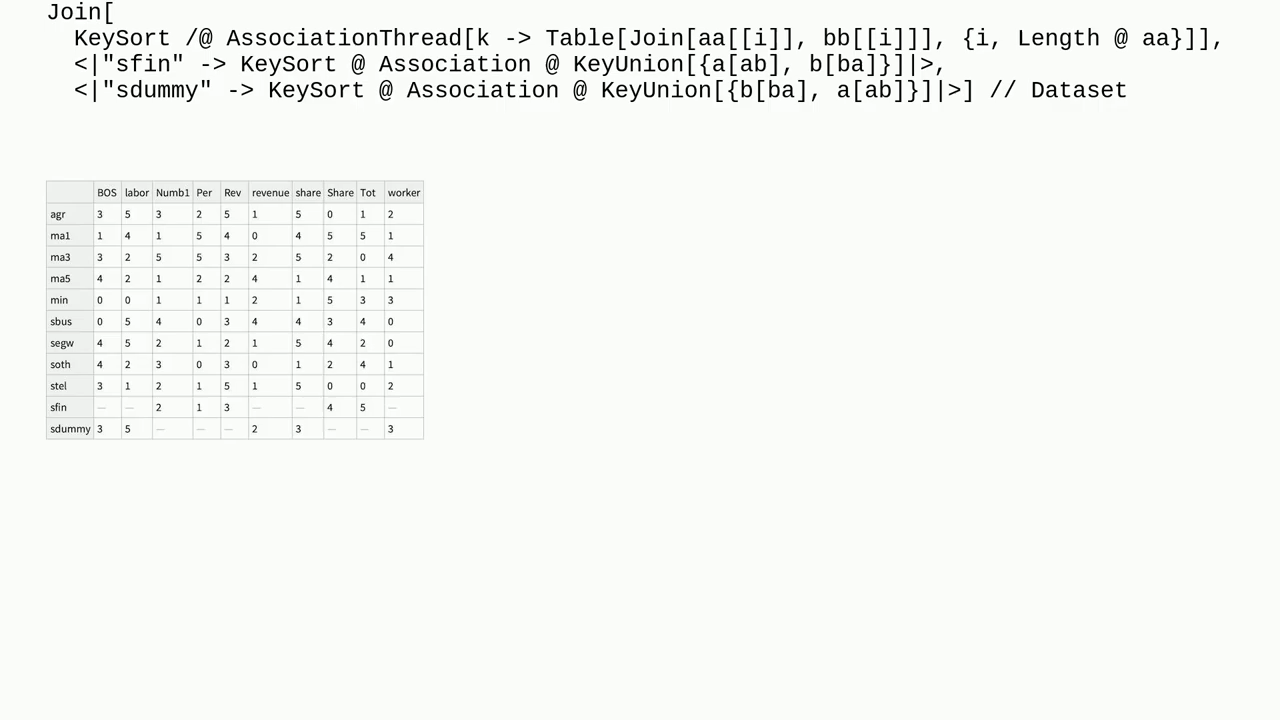 Join[
  KeySort /@ AssociationThread[k -> Table[Join[aa[[i]], bb[[i]]], {i, Length @ aa}]],
  <|"sfin" -> KeySort @ Association @ KeyUnion[{a[ab], b[ba]}]|>,
  <|"sdummy" -> KeySort @ Association @ KeyUnion[{b[ba], a[ab]}]|>] // Dataset
BOS labor Numb1 Per Rev revenue share Share Tot worker
agr 3 5 3 2 5 1 5 0 1 2
ma1 1 4 1 5 4 0 4 5 5 1
ma3 3 2 5 5 3 2 5 2 0 4
ma5 4 2 1 2 2 4 1 4 1 1
min 0 0 1 1 1 2 1 5 3 3
sbus 0 5 4 0 3 4 4 3 4 0
segw 4 5 2 1 2 1 5 4 2 0
soth 4 2 3 0 3 0 1 2 4 1
stel 3 1 2 1 5 1 5 0 0 2
sfin — — 2 1 3 — — 4 5 —
sdummy 3 5 — — — 2 3 — — 3